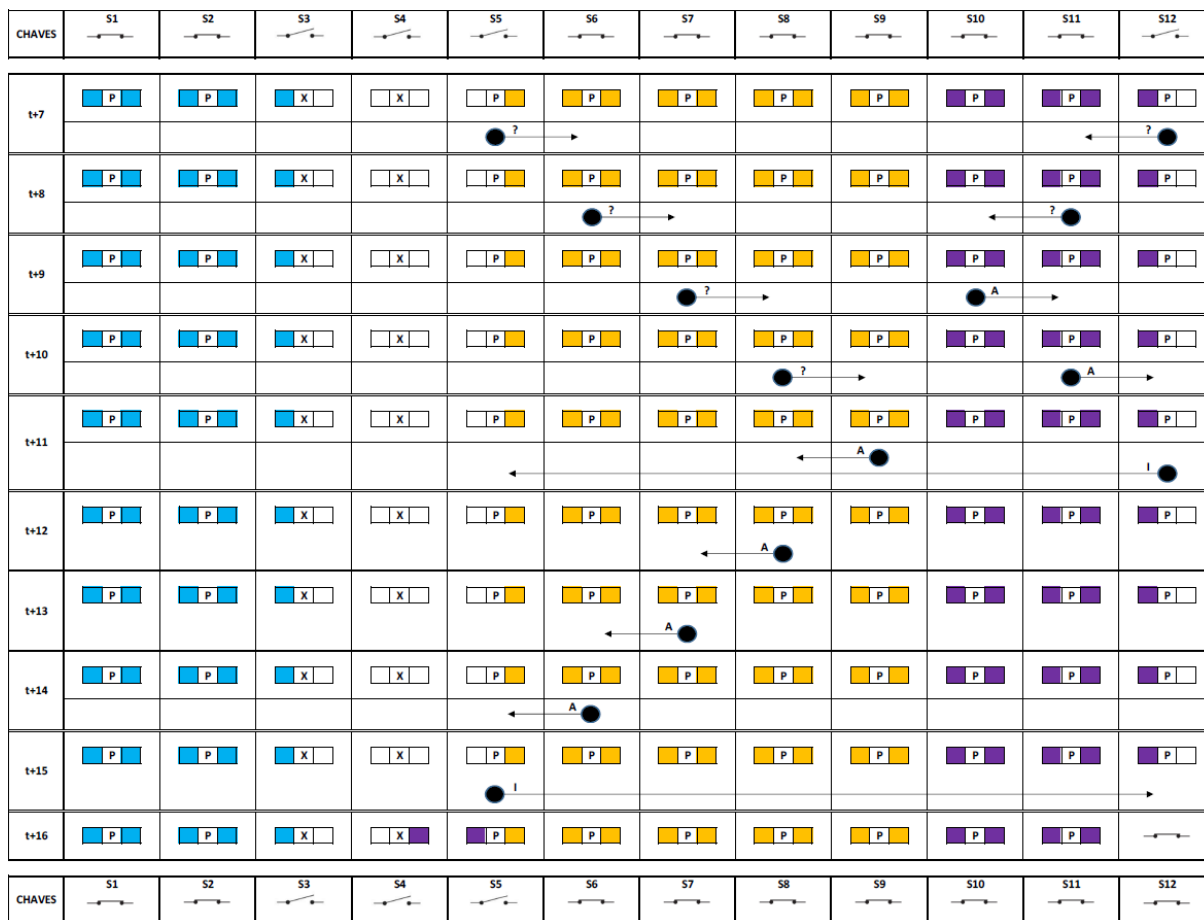 CHAVES S1 S2 S3 S4 S5 S6 S7 S8 S9 S10 S11 S12
t+7 P P X X P P P P P P P P
? ?
t+8 P P X X P P P P P P P P
? ?
t+9 P P X X P P P P P P P P
? A
t+10 P P X X P P P P P P P P
? A
t+11 P P X X P P P P P P P P
A
I
t+12 P P X X P P P P P P P P
A
t+13 P P X X P P P P P P P P
A
t+14 P P X X P P P P P P P P
A
t+15 P P X X P P P P P P P P
I
t+16 P P X X P P P P P P P
CHAVES S1 S2 S3 S4 S5 S6 S7 S8 S9 S10 S11 S12